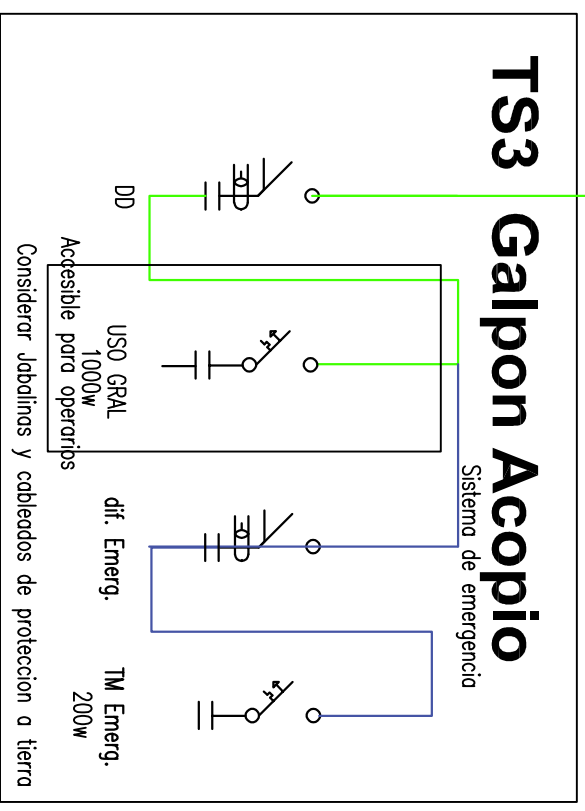 TS3  Galpon Acopio
Sistema de emergencia
DD
USO GRAL
1000w
dif. Emerg.
TM Emerg.
200w
Accesible para operarios
Considerar Jabalinas y cableados de proteccion a tierra